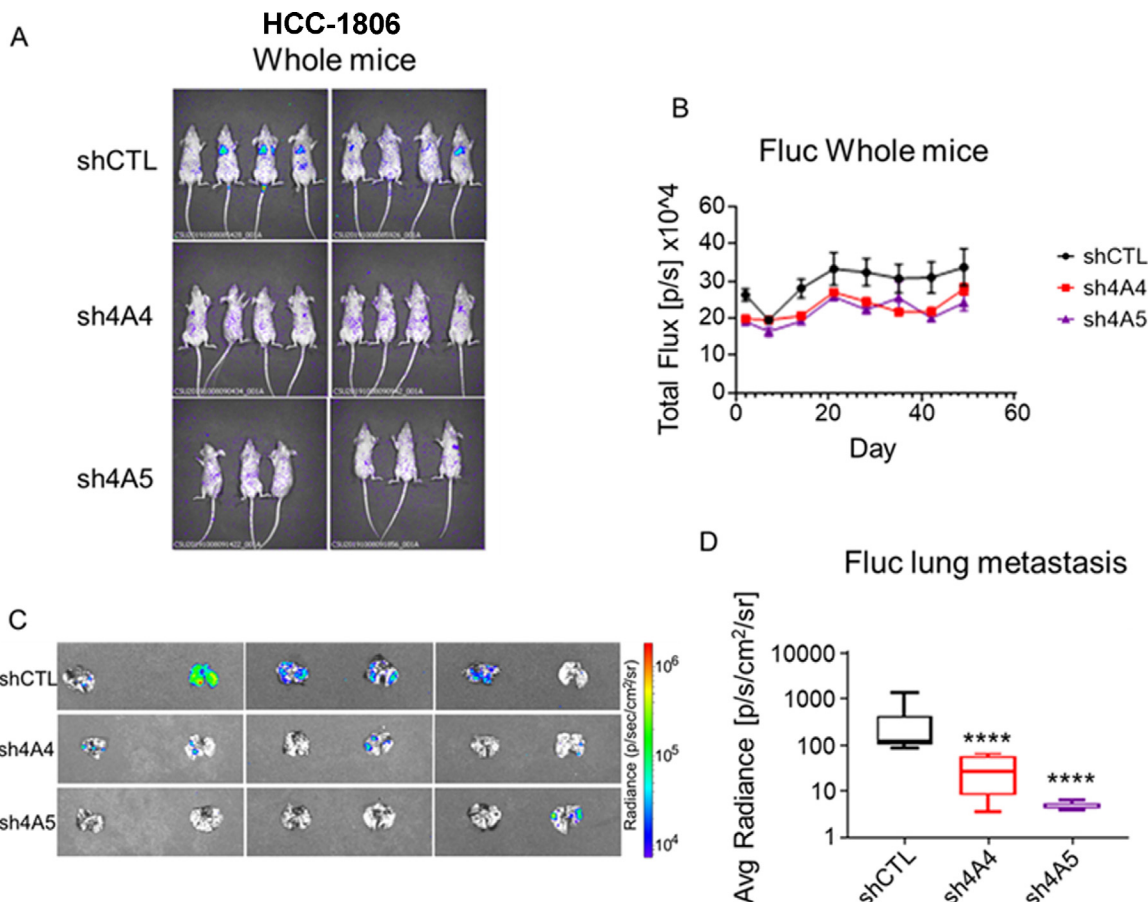 A
HCC-1806
Whole mice
shCTL
sh4A4
sh4A5
B
Fluc Whole mice
Total Flux [p/s] x10^4
60
40
30
20
10
0
0
20
40
60
Day
shCTL
sh4A4
sh4A5
C
shCTL
sh4A4
sh4A5
10⁶
10⁵
10⁴
Radiance (p/sec/cm²/sr)
D
Fluc lung metastasis
Avg Radiance [p/s/cm²/sr]
10000
1000
100
10
1
****
****
shCTL
sh4A4
sh4A5